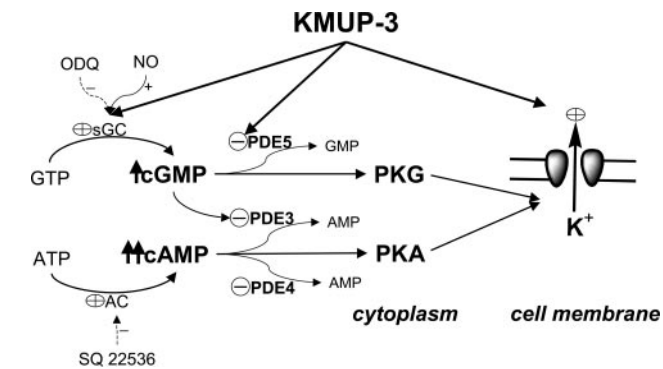 KMUP-3
ODQ NO
– +
⊕sGC
⊖PDE5 GMP
⊕
GTP cGMP PKG
⊖PDE3 AMP
K+
ATP cAMP PKA
⊖PDE4 AMP
⊕AC
cytoplasm cell membrane
–
SQ 22536